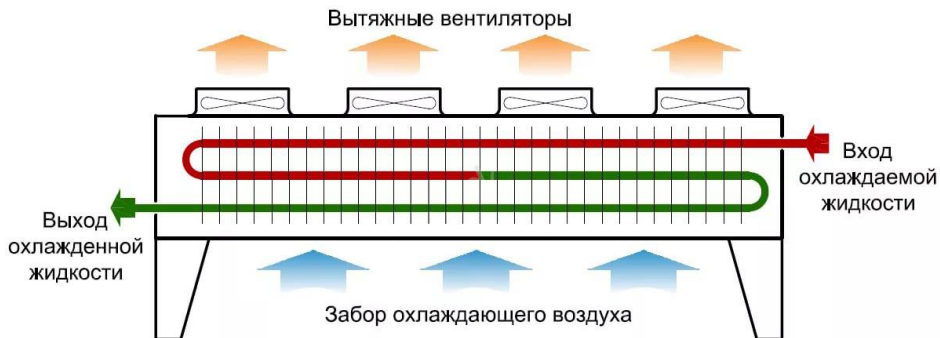 Вытяжные вентиляторы
Вход
охлаждаемой
жидкости
Выход
охлажденной
жидкости
Забор охлаждающего воздуха